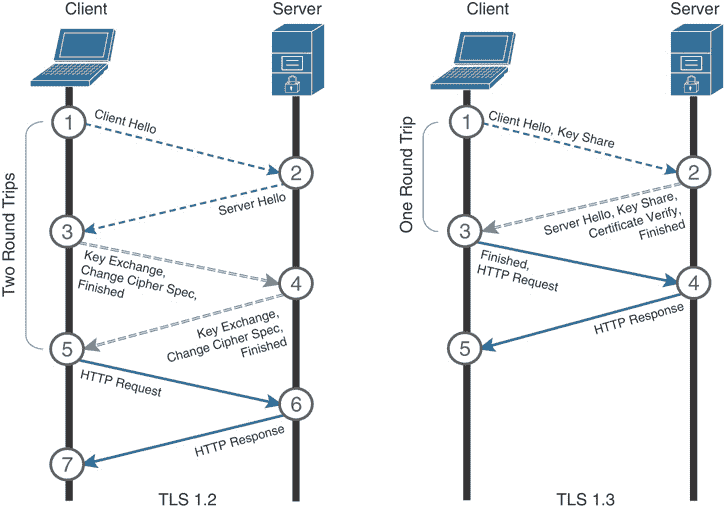 Client
Server
1
Client Hello
2
Server Hello
3
Key Exchange,
Change Cipher Spec,
Finished
4
Key Exchange,
Change Cipher Spec,
Finished
5
HTTP Request
6
HTTP Response
7
Two Round Trips
TLS 1.2
Client
Server
1
Client Hello, Key Share
2
Server Hello, Key Share,
Certificate Verify,
Finished
3
Finished,
HTTP Request
4
HTTP Response
5
One Round Trip
TLS 1.3